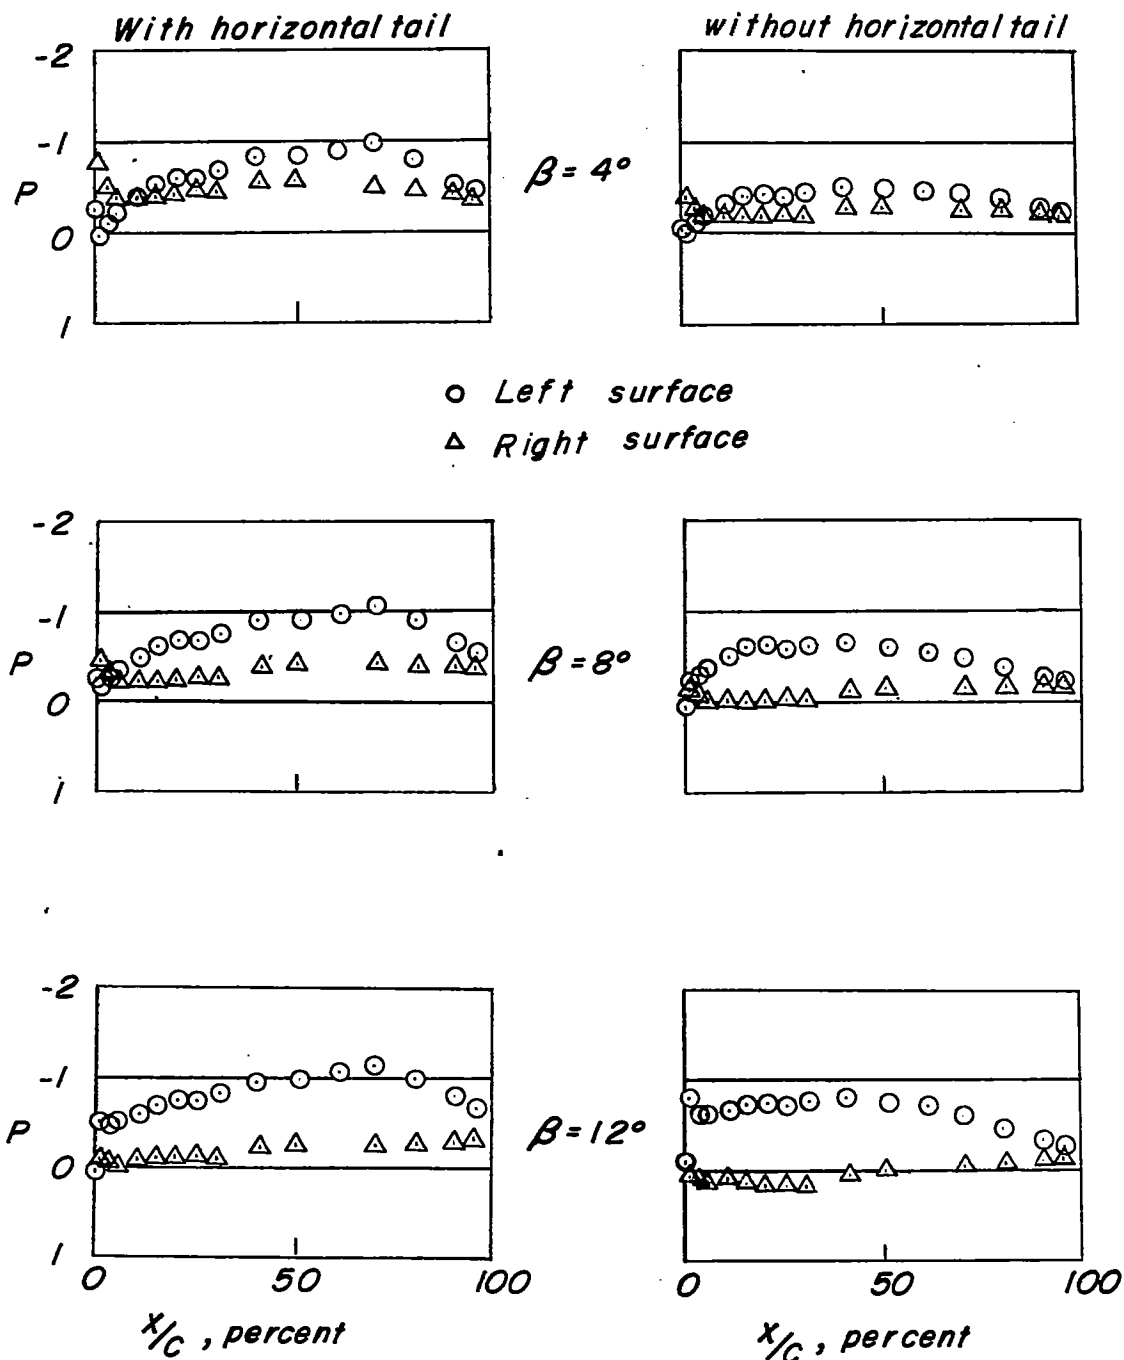 With horizontal tail
without horizontal tail
-2
-1
P
0
1
β = 4°
o Left surface
△ Right surface
-2
-1
P
0
1
β = 8°
-2
-1
P
0
1
β = 12°
0 50 100
0 50 100
x/c, percent
x/c, percent